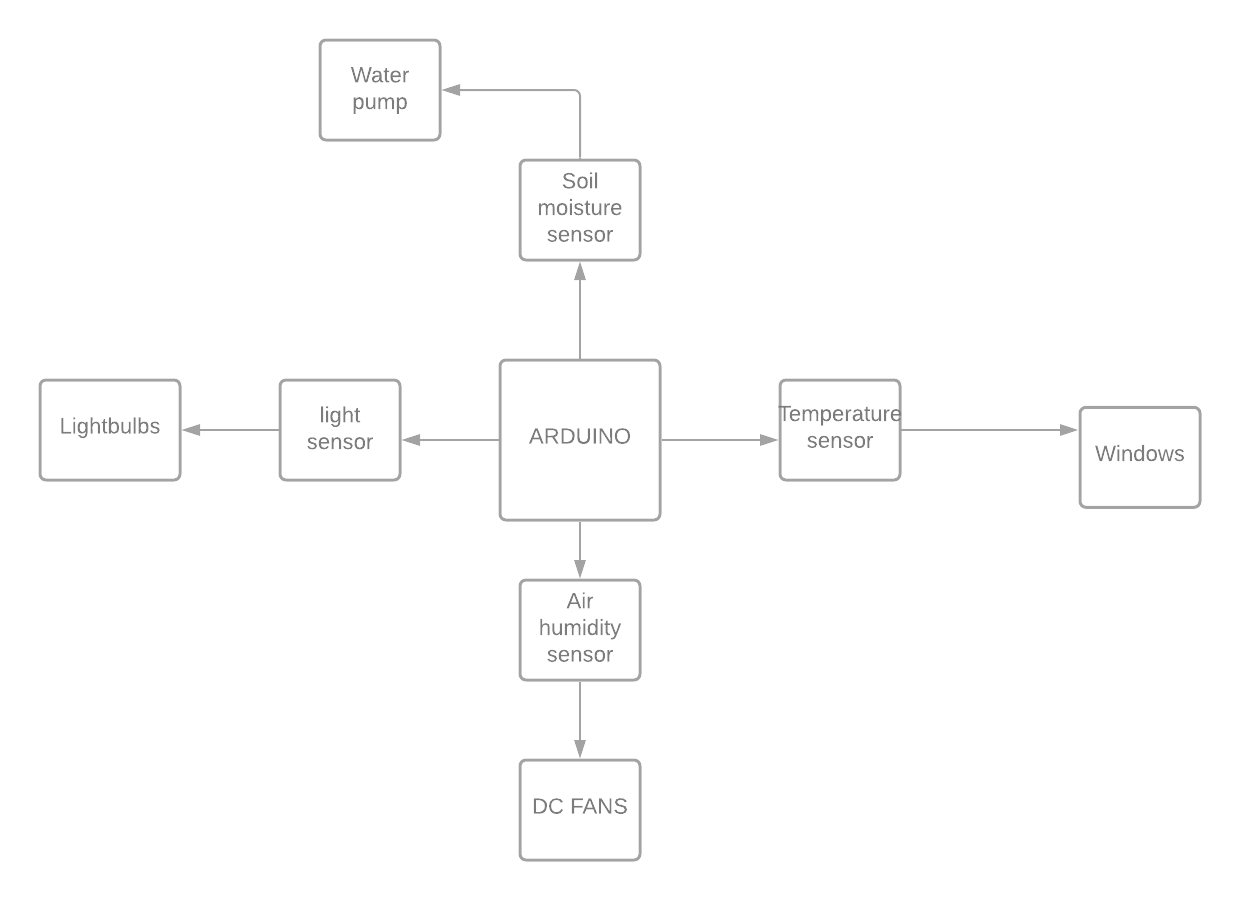 Water
pump
Soil
moisture
sensor
Lightbulbs
light
sensor
ARDUINO
Temperature
sensor
Windows
Air
humidity
sensor
DC FANS